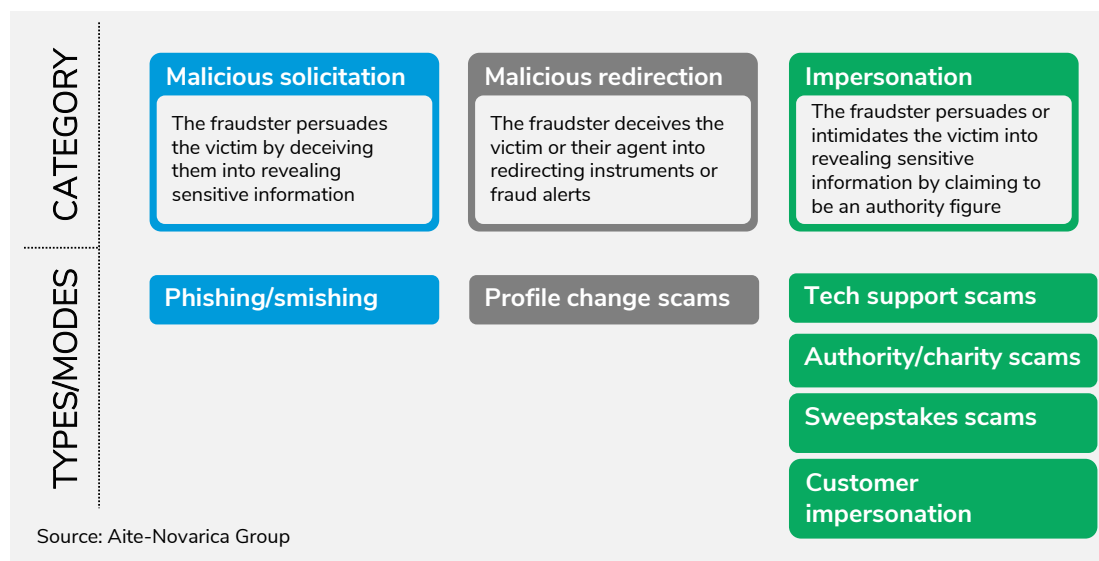 CATEGORY
Malicious solicitation
The fraudster persuades
the victim by deceiving
them into revealing
sensitive information
Malicious redirection
The fraudster deceives the
victim or their agent into
redirecting instruments or
fraud alerts
Impersonation
The fraudster persuades or
intimidates the victim into
revealing sensitive
information by claiming to
be an authority figure
TYPES/MODES
Phishing/smishing
Profile change scams
Tech support scams
Authority/charity scams
Sweepstakes scams
Customer
impersonation
Source: Aite-Novarica Group